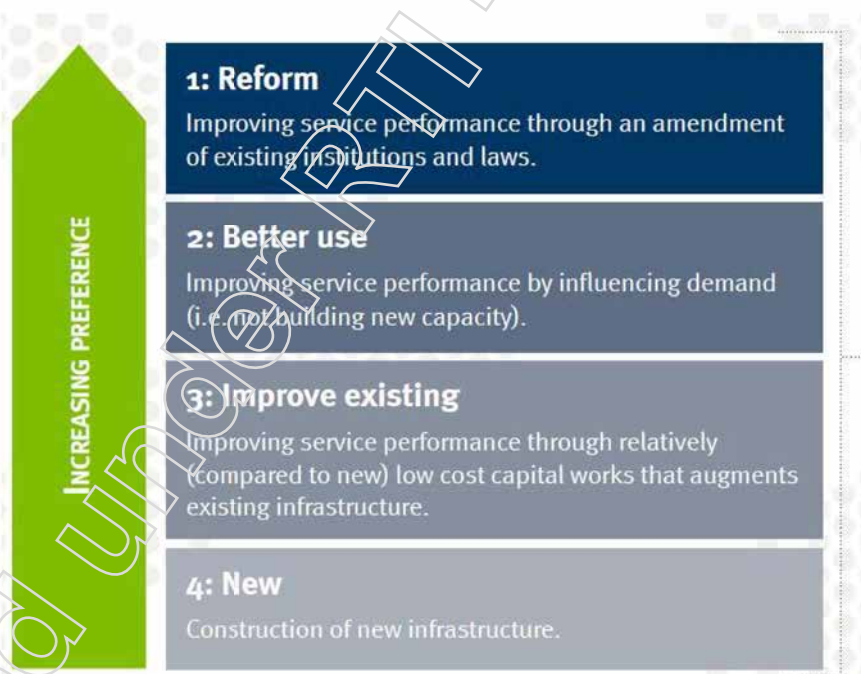 INCREASING PREFERENCE
1: Reform
Improving service performance through an amendment
of existing institutions and laws.
2: Better use
Improving service performance by influencing demand
(i.e. not building new capacity).
3: Improve existing
Improving service performance through relatively
(compared to new) low cost capital works that augments
existing infrastructure.
4: New
Construction of new infrastructure.
d under RTI